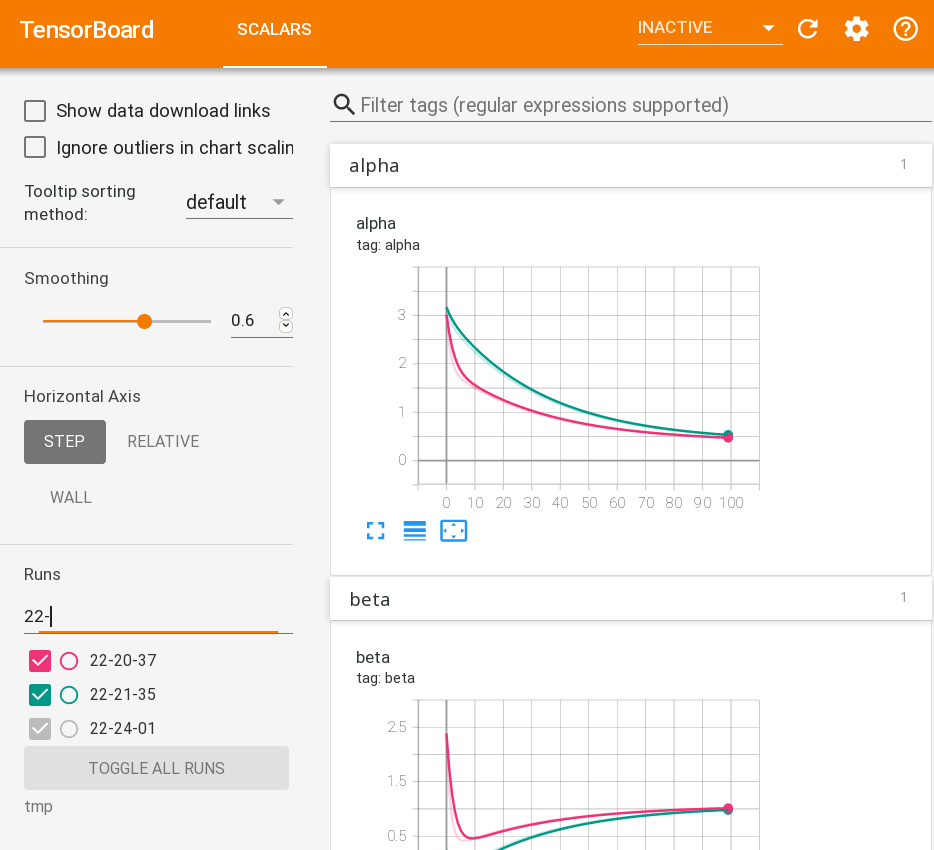 TensorBoard
SCALARS
INACTIVE
Show data download links
Ignore outliers in chart scalin
Tooltip sorting
method:
default
Smoothing
0.6
Horizontal Axis
STEP
RELATIVE
WALL
Runs
22-
22-20-37
22-21-35
22-24-01
TOGGLE ALL RUNS
tmp
Filter tags (regular expressions supported)
alpha
1
alpha
tag: alpha
3
2
1
0
0 10 20 30 40 50 60 70 80 90 100
beta
1
beta
tag: beta
2.5
1.5
0.5